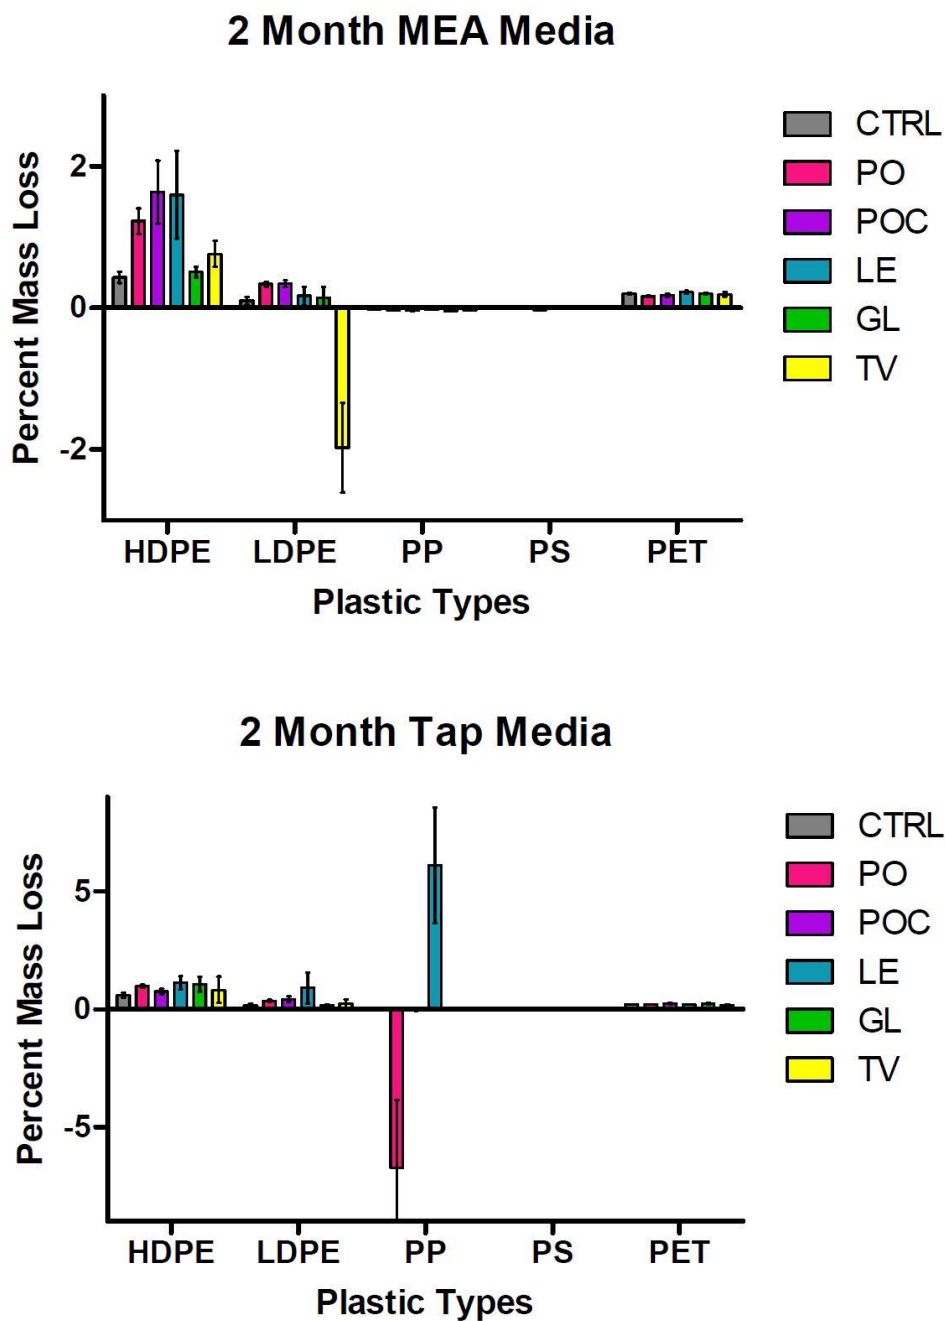 2 Month MEA Media
Percent Mass Loss
2
0
-2
HDPE LDPE PP PS PET
Plastic Types
CTRL
PO
POC
LE
GL
TV
2 Month Tap Media
Percent Mass Loss
5
0
-5
HDPE LDPE PP PS PET
Plastic Types
CTRL
PO
POC
LE
GL
TV